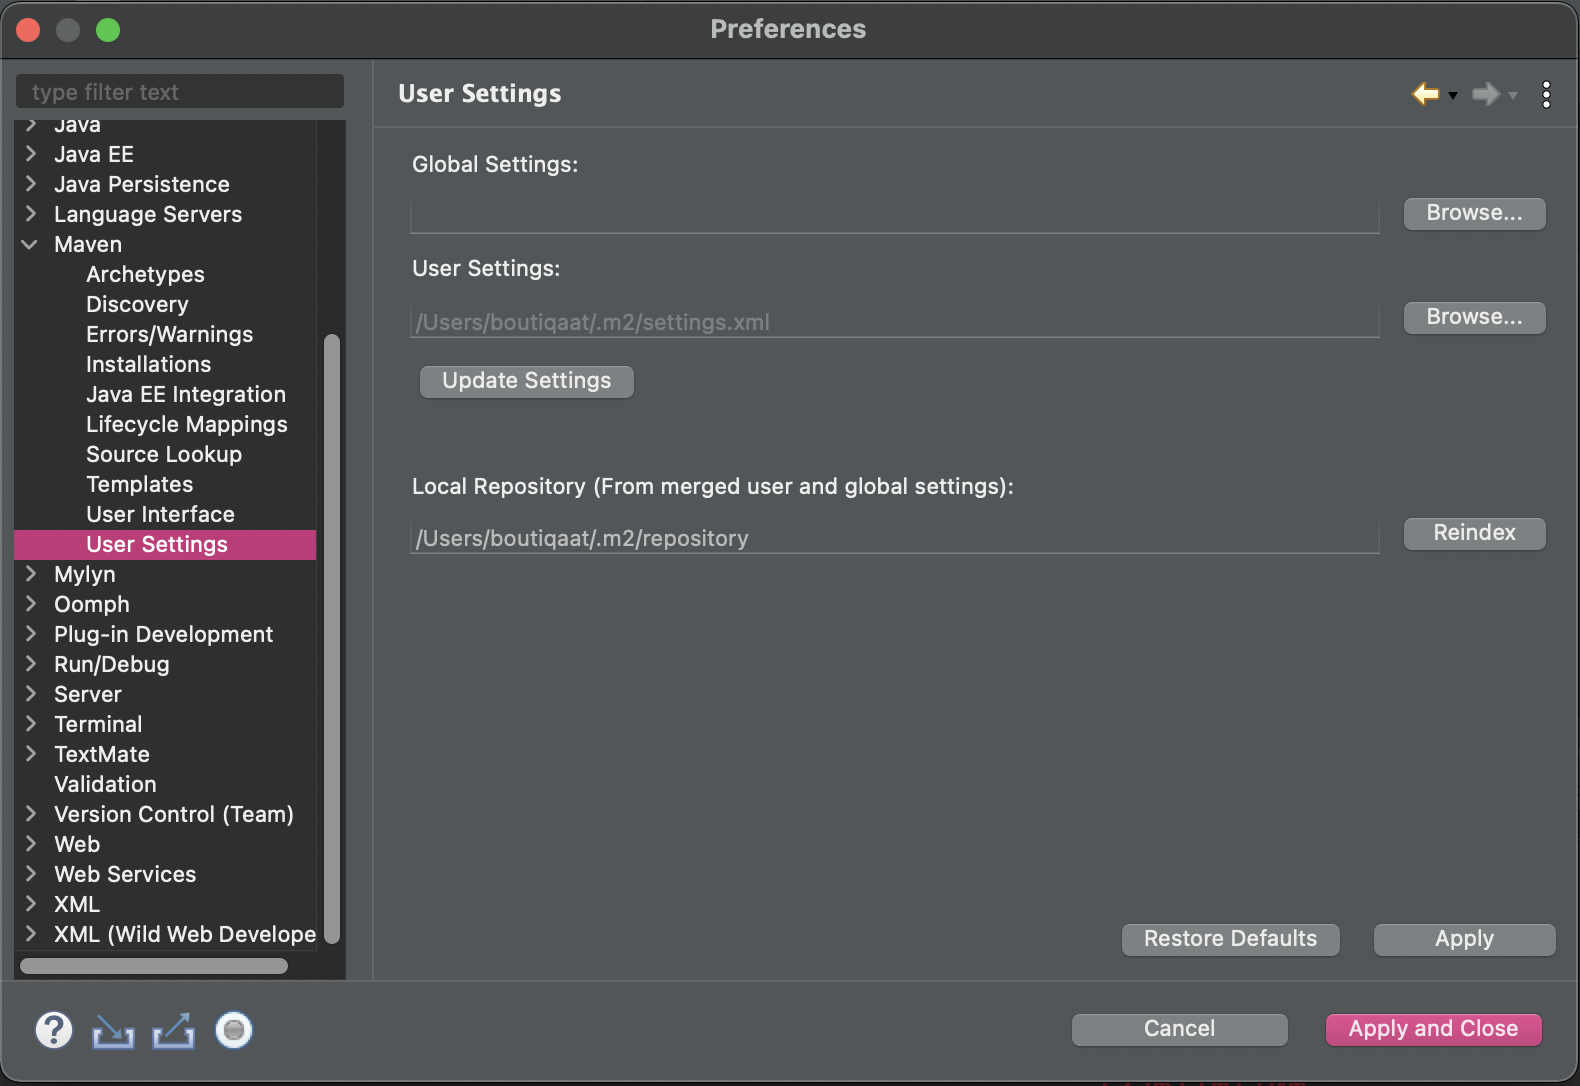 Preferences
type filter text
Java
Java EE
Java Persistence
Language Servers
Maven
Archetypes
Discovery
Errors/Warnings
Installations
Java EE Integration
Lifecycle Mappings
Source Lookup
Templates
User Interface
User Settings
Mylyn
Oomph
Plug-in Development
Run/Debug
Server
Terminal
TextMate
Validation
Version Control (Team)
Web
Web Services
XML
XML (Wild Web Develope
User Settings
Global Settings:
Browse...
User Settings:
/Users/boutiqaat/.m2/settings.xml
Browse...
Update Settings
Local Repository (From merged user and global settings):
/Users/boutiqaat/.m2/repository
Reindex
Restore Defaults
Apply
?
Cancel
Apply and Close